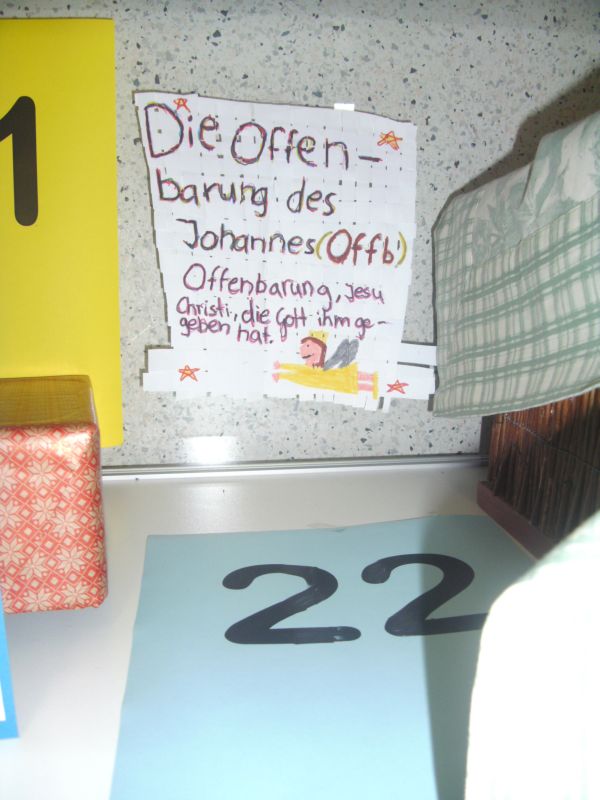 1
Die Offen-
barung des
Johannes (Offb)
Offenbarung, Jesu
Christi, die Gott ihm ge-
geben hat.
22